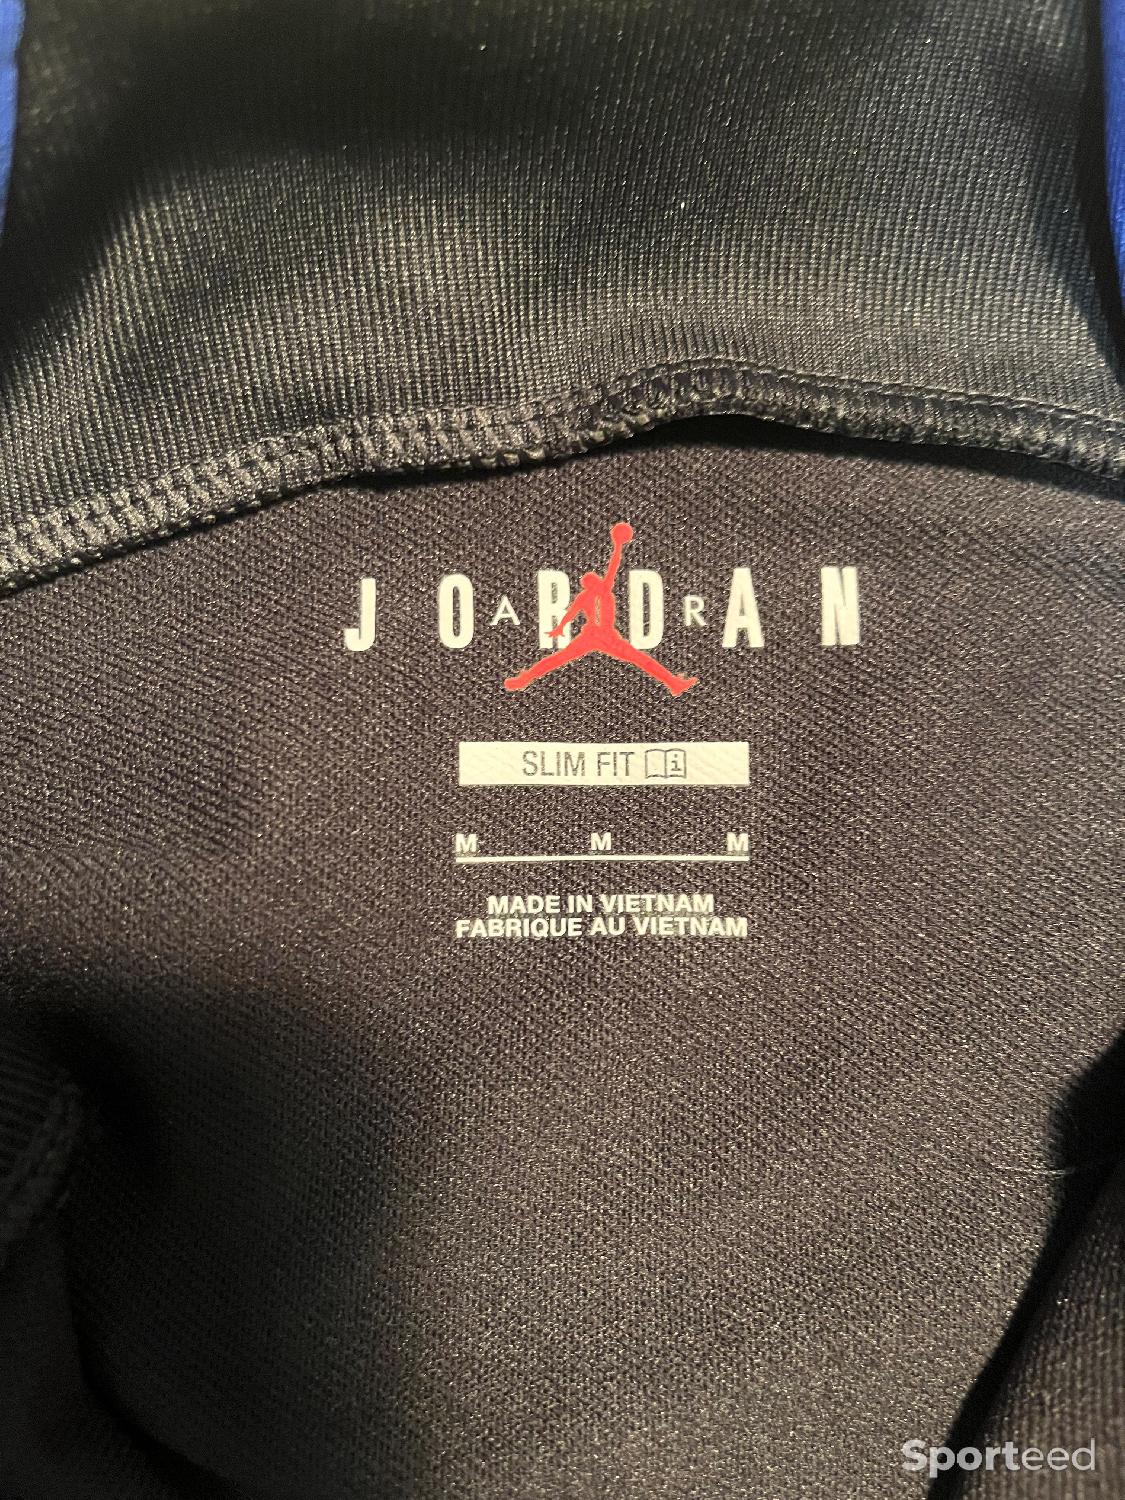 JORDAN
AIR
SLIM FIT
M M M
MADE IN VIETNAM
FABRIQUE AU VIETNAM
Sporteed